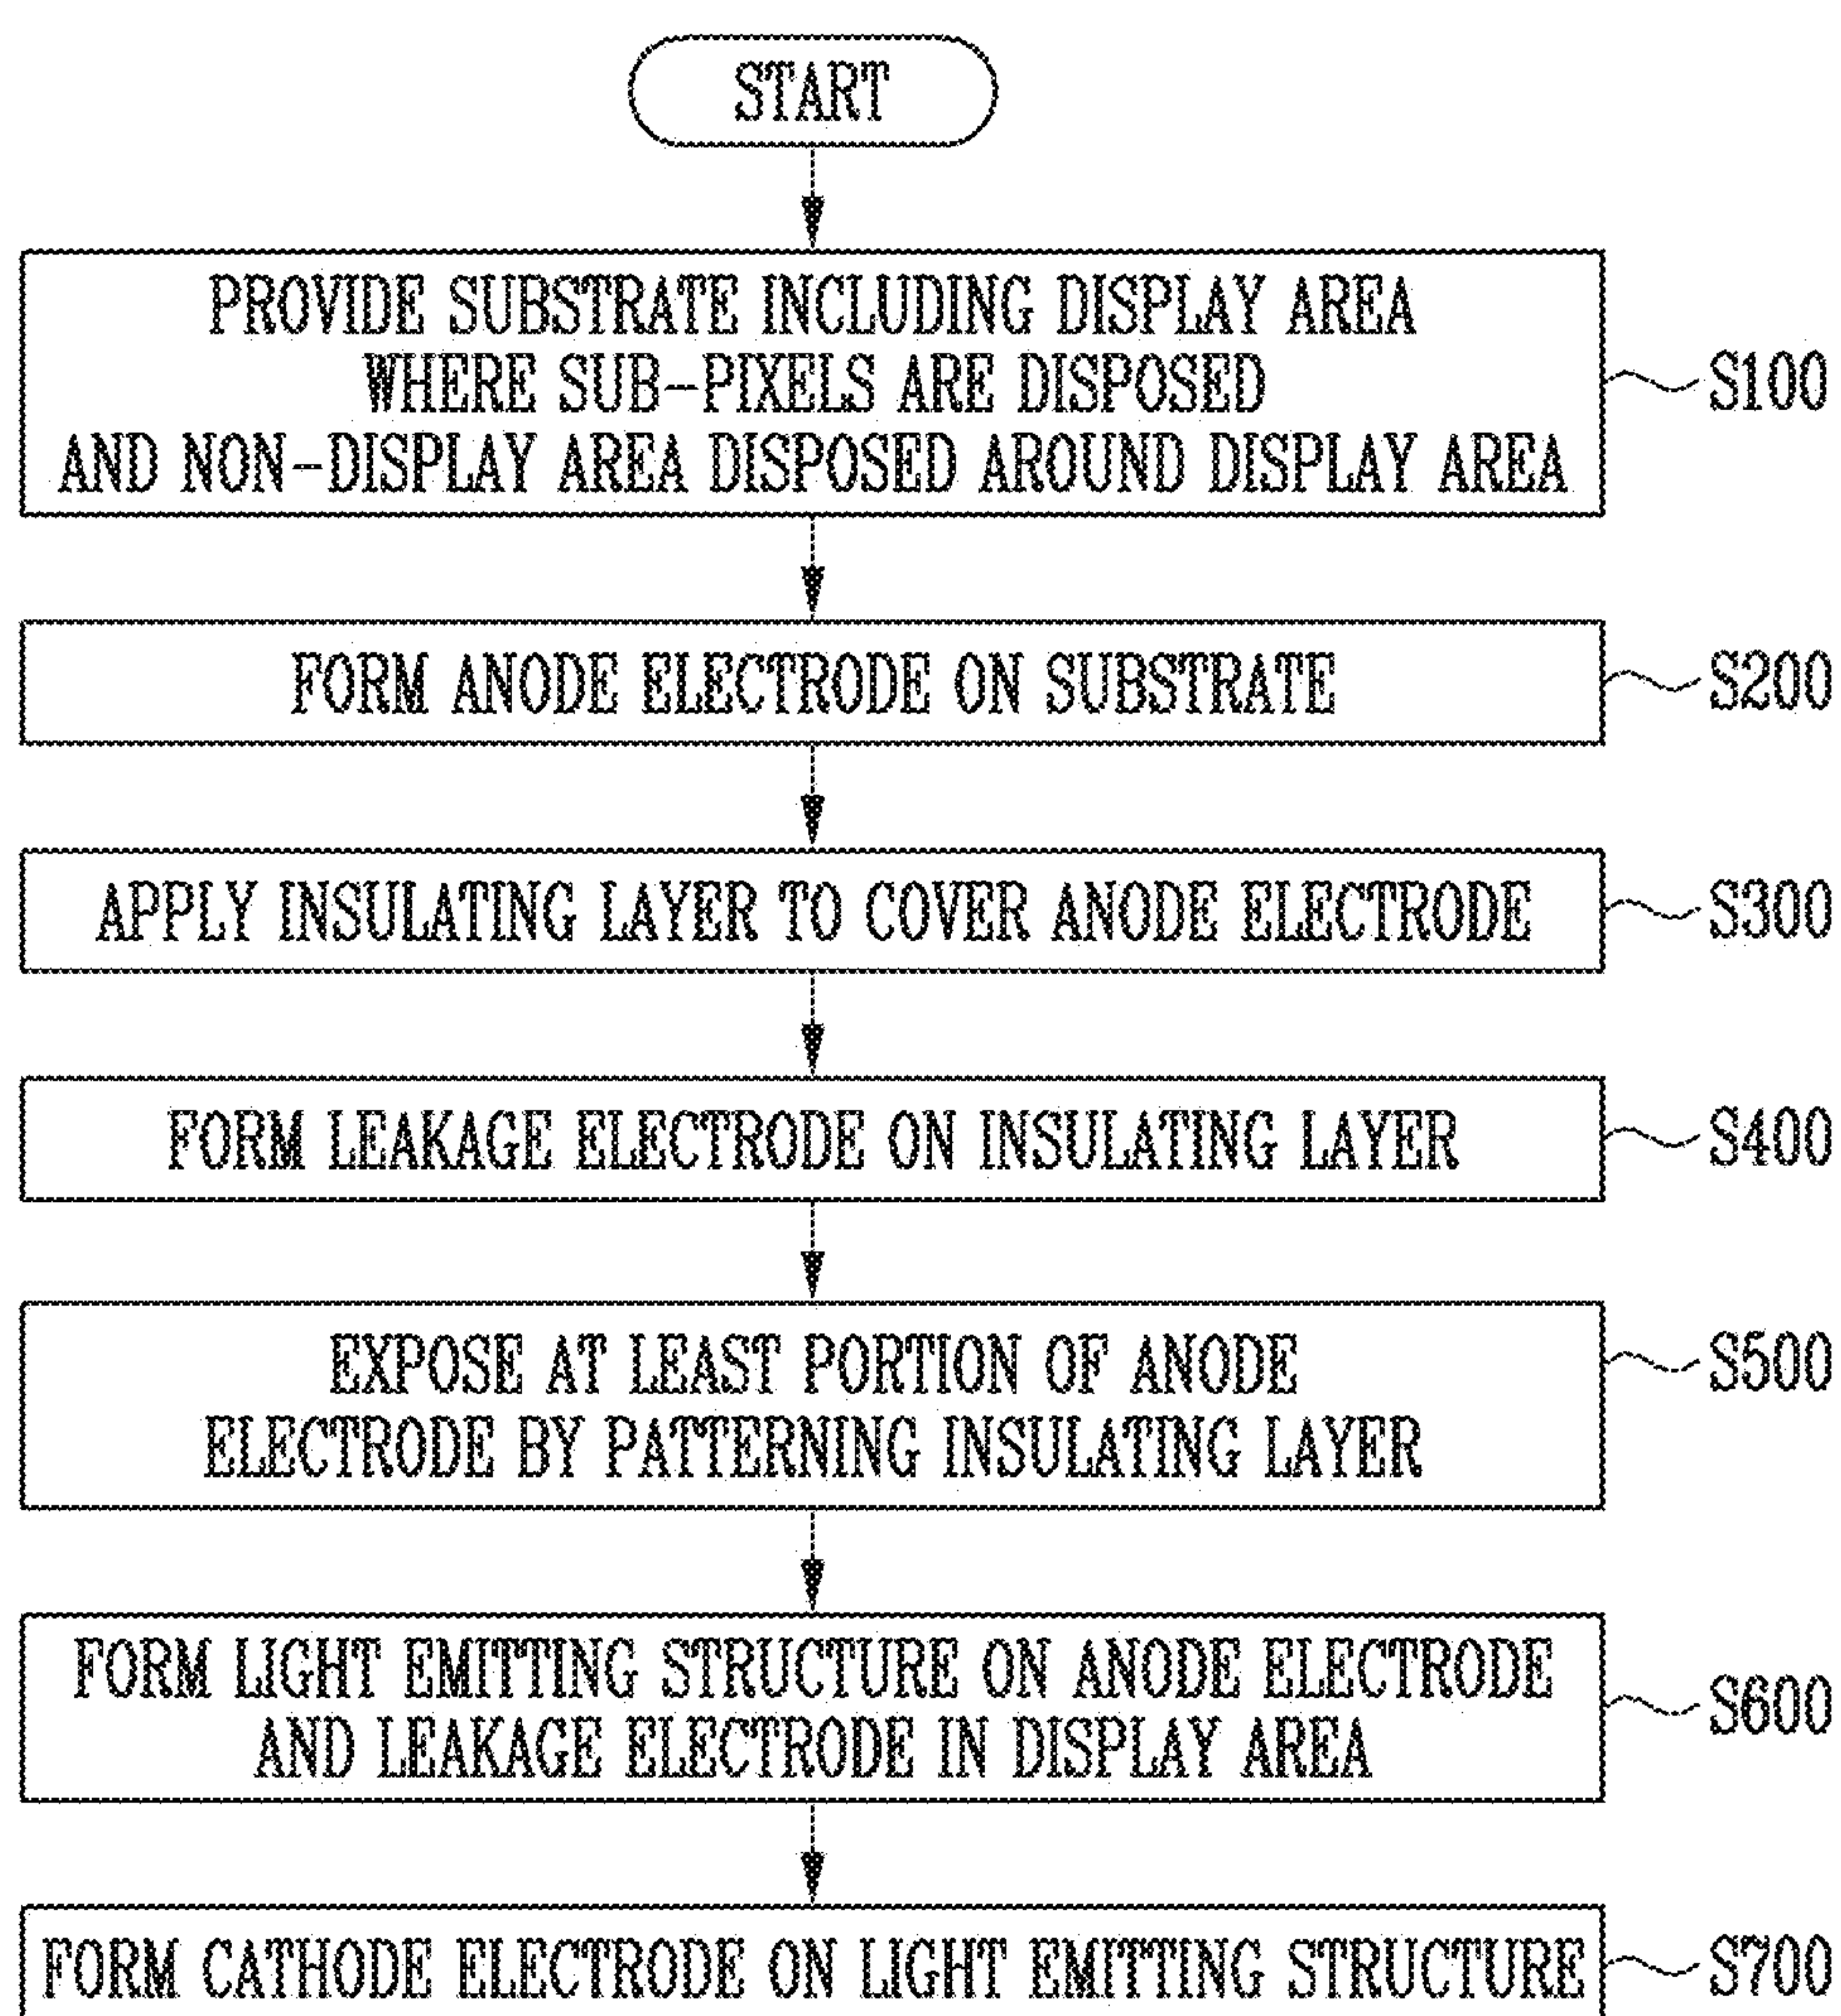 START
PROVIDE SUBSTRATE INCLUDING DISPLAY AREA
WHERE SUB-PIXELS ARE DISPOSED
AND NON-DISPLAY AREA DISPOSED AROUND DISPLAY AREA
S100
FORM ANODE ELECTRODE ON SUBSTRATE
S200
APPLY INSULATING LAYER TO COVER ANODE ELECTRODE
S300
FORM LEAKAGE ELECTRODE ON INSULATING LAYER
S400
EXPOSE AT LEAST PORTION OF ANODE
ELECTRODE BY PATTERNING INSULATING LAYER
S500
FORM LIGHT EMITTING STRUCTURE ON ANODE ELECTRODE
AND LEAKAGE ELECTRODE IN DISPLAY AREA
S600
FORM CATHODE ELECTRODE ON LIGHT EMITTING STRUCTURE
S700